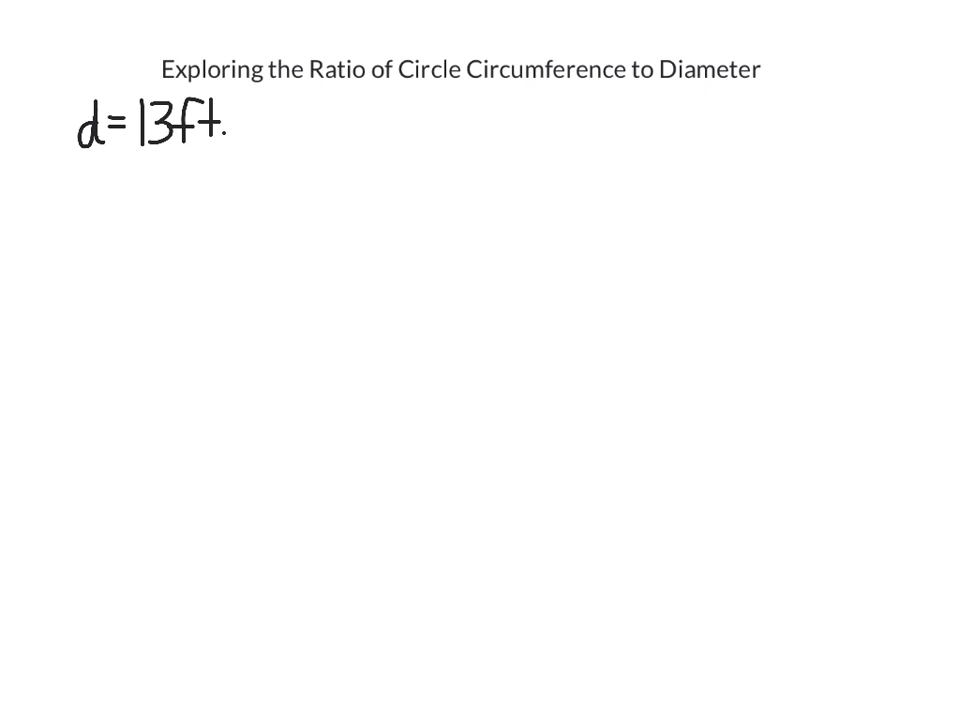 Exploring the Ratio of Circle Circumference to Diameter
d= 13ft.